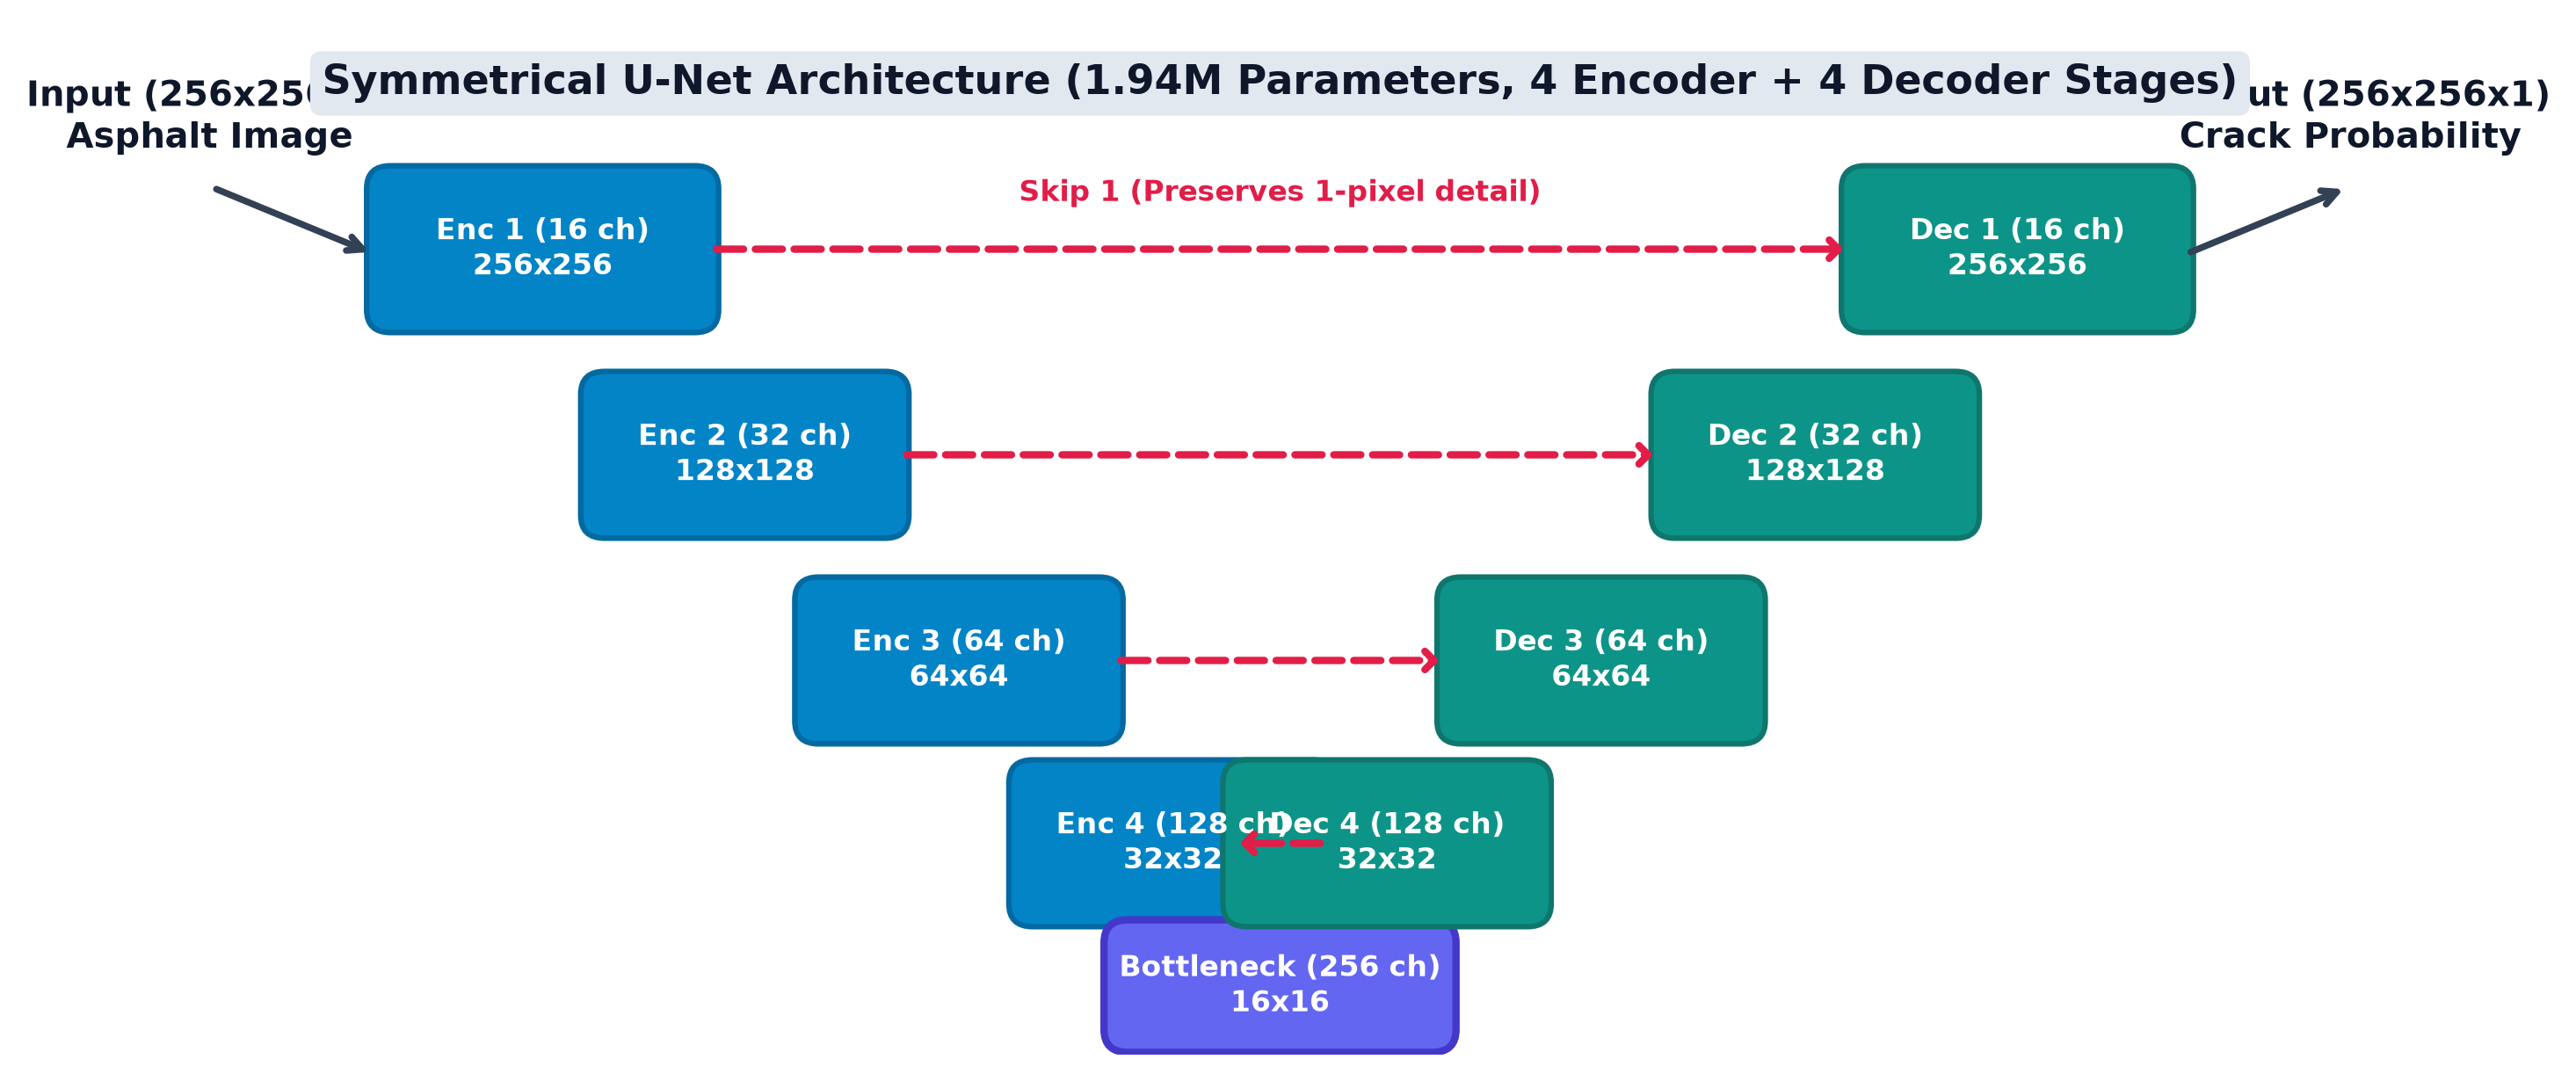 Symmetrical U-Net Architecture (1.94M Parameters, 4 Encoder + 4 Decoder Stages)
Input (256x256
Asphalt Image
ut (256x256x1)
Crack Probability
Skip 1 (Preserves 1-pixel detail)
Enc 1 (16 ch)
256x256
Dec 1 (16 ch)
256x256
Enc 2 (32 ch)
128x128
Dec 2 (32 ch)
128x128
Enc 3 (64 ch)
64x64
Dec 3 (64 ch)
64x64
Enc 4 (128 ch)
32x32
Dec 4 (128 ch)
32x32
Bottleneck (256 ch)
16x16